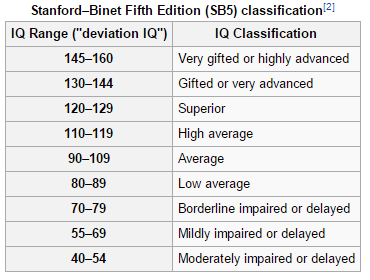 Stanford–Binet Fifth Edition (SB5) classification[2]
IQ Range ("deviation IQ") IQ Classification
145–160 Very gifted or highly advanced
130–144 Gifted or very advanced
120–129 Superior
110–119 High average
90–109 Average
80–89 Low average
70–79 Borderline impaired or delayed
55–69 Mildly impaired or delayed
40–54 Moderately impaired or delayed